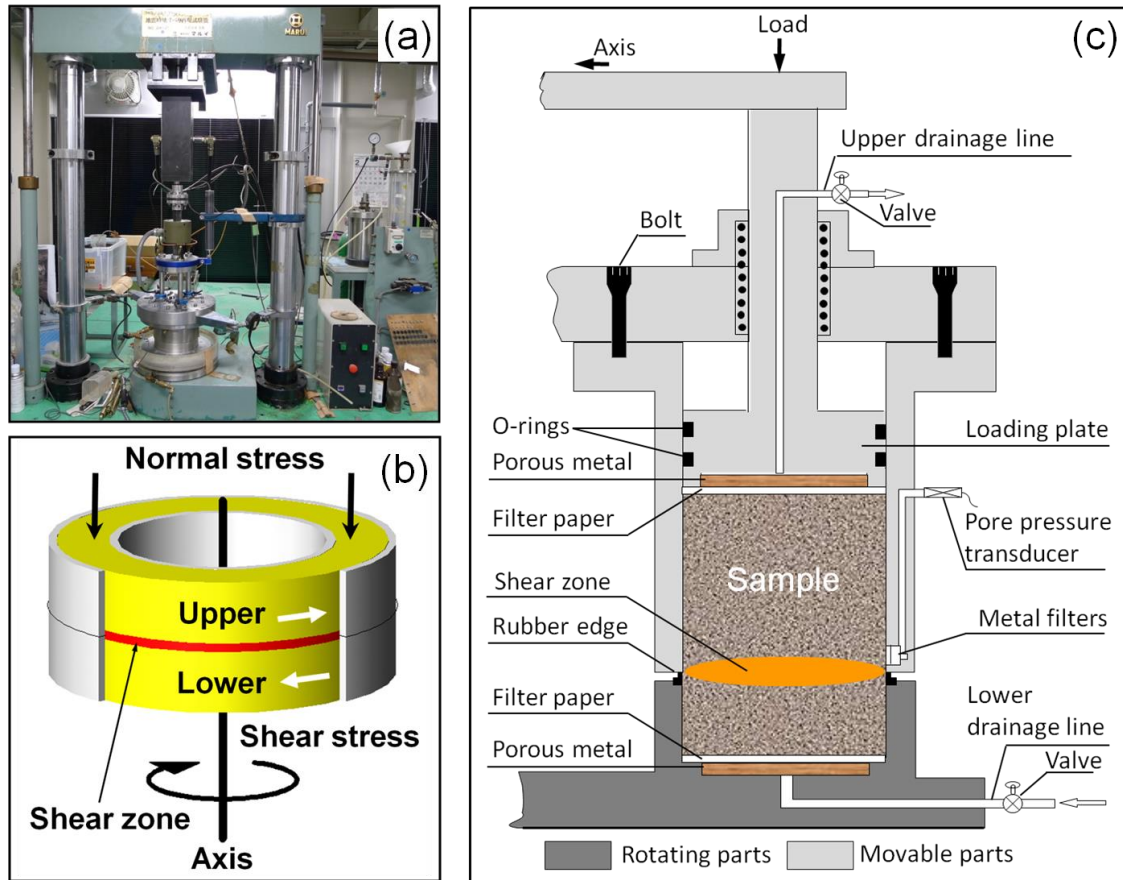 (a)
MARUI
(b)
Normal stress
Upper
Lower
Shear stress
Shear zone
Axis
(c)
Load
Axis
Upper drainage line
Valve
Bolt
O-rings
Loading plate
Porous metal
Filter paper
Pore pressure
transducer
Sample
Shear zone
Rubber edge
Metal filters
Filter paper
Lower
drainage line
Porous metal
Valve
Rotating parts
Movable parts